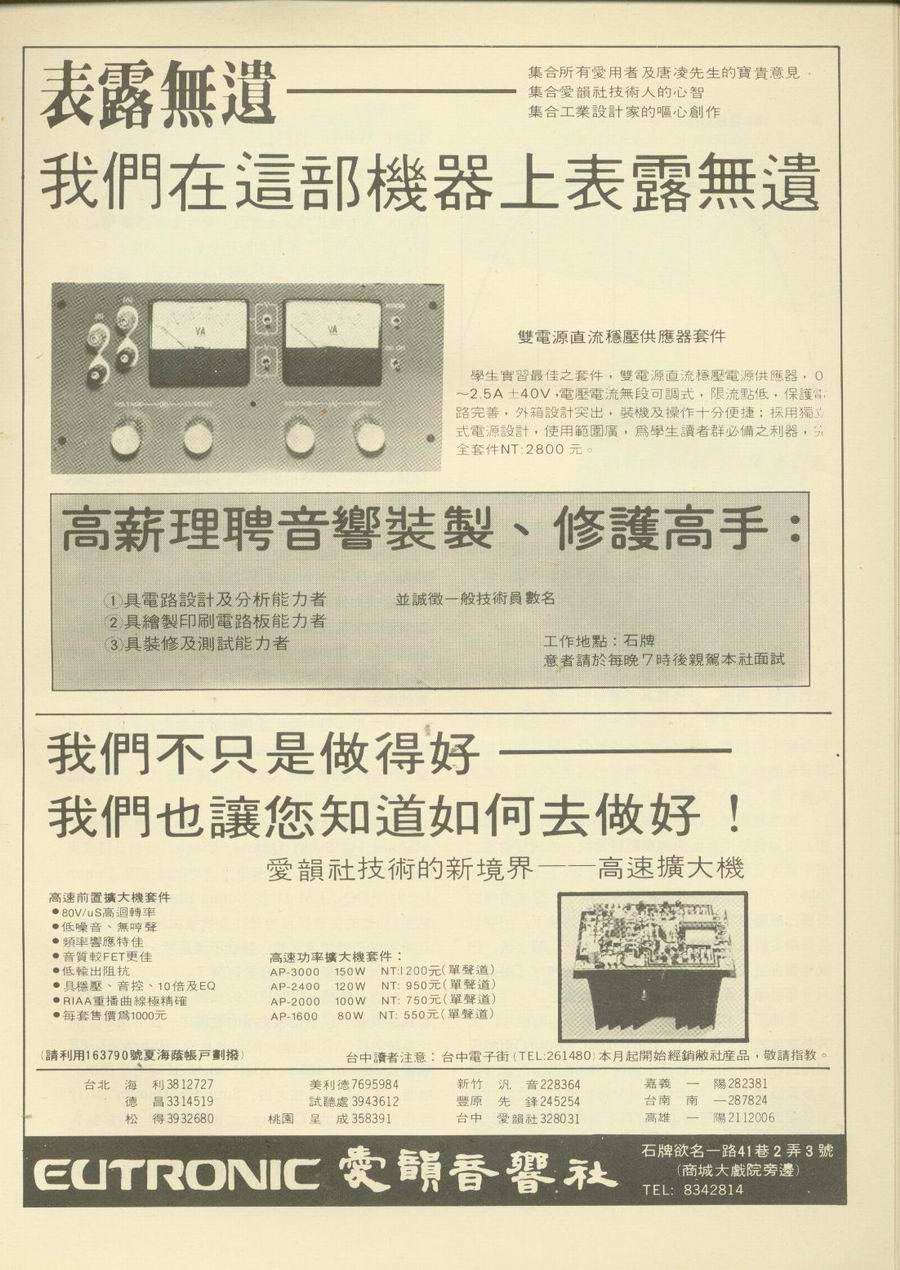 表露無遺——
集合所有愛用者及唐凌先生的寶貴意見
集合愛韻社技術人的心智
集合工業設計家的嘔心創作
我們在這部機器上表露無遺
VA
VA
雙電源直流穩壓供應器套件
學生實習最佳之套件，雙電源直流穩壓電源供應器，0
～2.5A ±40V，電壓電流無段可調式，限流點低，保護電
路完善，外箱設計突出，裝機及操作十分便捷；採用獨立
式電源設計，使用範圍廣，為學生讀者群必備之利器，完
全套件NT:2800 元。
高薪理聘音響裝製、修護高手：
①具電路設計及分析能力者
②具繪製印刷電路板能力者
③具裝修及測試能力者
並誠徵一般技術員數名
工作地點：石牌
意者請於每晚7時後親駕本社面試
我們不只是做得好——
我們也讓您知道如何去做好！
愛韻社技術的新境界——高速擴大機
高速前置擴大機套件
●80V/uS高迴轉率
●低噪音、無哼聲
●頻率響應特佳
●音質較FET更佳
●低輸出阻抗
●具穩壓、音控、10倍及EQ
●RIAA重播曲線極精確
●每套售價為1000元
高速功率擴大機套件：
AP-3000 150W NT:1200元(單聲道)
AP-2400 120W NT: 950元(單聲道)
AP-2000 100W NT: 750元(單聲道)
AP-1600 80W NT: 550元(單聲道)
(請利用163790號夏海蔭帳戶劃撥)
台中讀者注意：台中電子街(TEL:261480)本月起開始經銷敝社產品，敬請指教。
台北 海 利3812727 美利德7695984 新竹 汎 音228364 嘉義 一 陽282381
德 昌3314519 試聽處3943612 豐原 先 鋒245254 台南 南 一287824
松 得3932680 桃園 呈 成358391 台中 愛韻社328031 高雄 一 陽2112006
EUTRONIC 愛韻音響社
石牌欲名一路41巷2弄3號
(商城大戲院旁邊)
TEL: 8342814